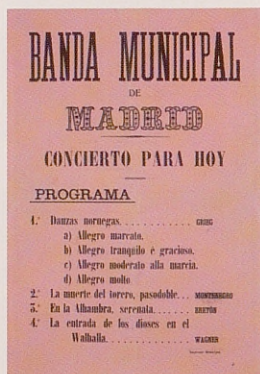 BANDA MUNICIPAL
DE
MADRID
CONCIERTO PARA HOY
PROGRAMA
1.° Danzas noruegas. . . . . . . . . . . GRIEG
a) Allegro marcato.
b) Allegro tranquilo é gracioso.
c) Allegro moderato alla marcia.
d) Allegro molto
2.° La muerte del torero, pasodoble. . . MONTENEGRO
3.° En la Alhambra, serenata. . . . . . . BRETÓN
4.° La entrada de los dioses en el
Walhalla. . . . . . . . . . . . . . WAGNER